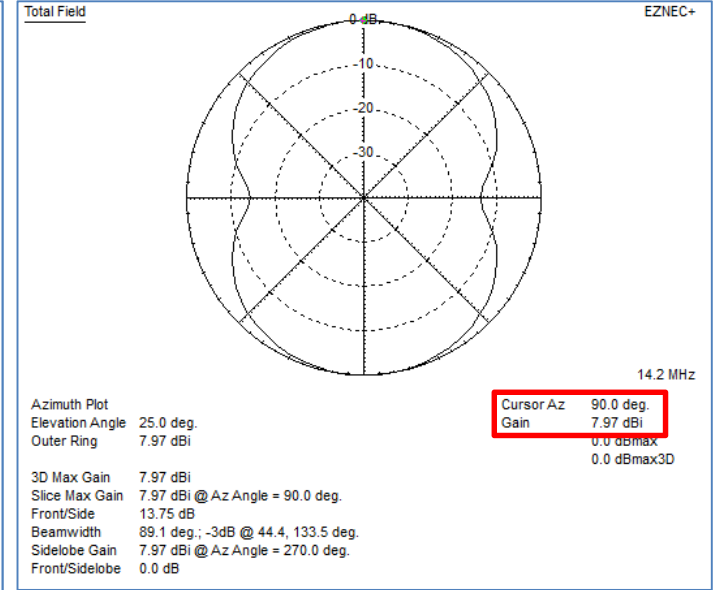 Total Field
EZNEC+
0 dB
-10
-20
-30
14.2 MHz
Azimuth Plot
Elevation Angle 25.0 deg.
Outer Ring 7.97 dBi
Cursor Az 90.0 deg.
Gain 7.97 dBi
0.0 dBmax
0.0 dBmax3D
3D Max Gain 7.97 dBi
Slice Max Gain 7.97 dBi @ Az Angle = 90.0 deg.
Front/Side 13.75 dB
Beamwidth 89.1 deg.; -3dB @ 44.4, 133.5 deg.
Sidelobe Gain 7.97 dBi @ Az Angle = 270.0 deg.
Front/Sidelobe 0.0 dB